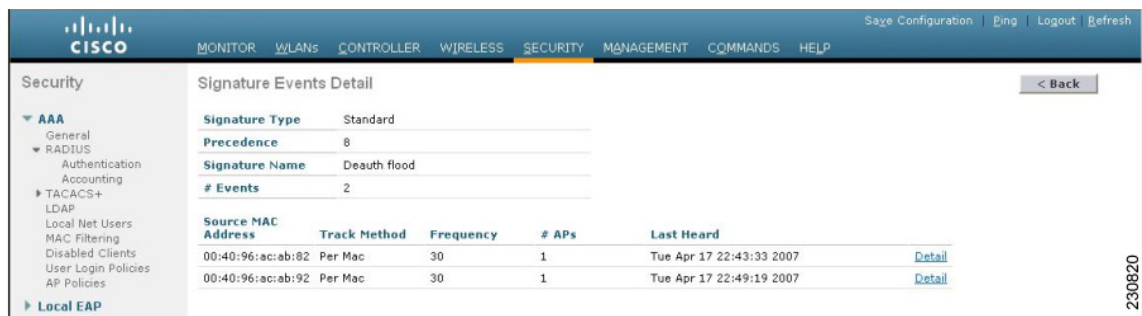 Save Configuration | Ping | Logout | Refresh
CISCO
MONITOR WLANs CONTROLLER WIRELESS SECURITY MANAGEMENT COMMANDS HELP
Security
AAA
General
RADIUS
Authentication
Accounting
TACACS+
LDAP
Local Net Users
MAC Filtering
Disabled Clients
User Login Policies
AP Policies
Local EAP
Signature Events Detail
< Back
Signature Type Standard
Precedence 8
Signature Name Deauth flood
# Events 2
Source MAC
Address Track Method Frequency # APs Last Heard
00:40:96:ac:ab:82 Per Mac 30 1 Tue Apr 17 22:43:33 2007 Detail
00:40:96:ac:ab:92 Per Mac 30 1 Tue Apr 17 22:49:19 2007 Detail
230820